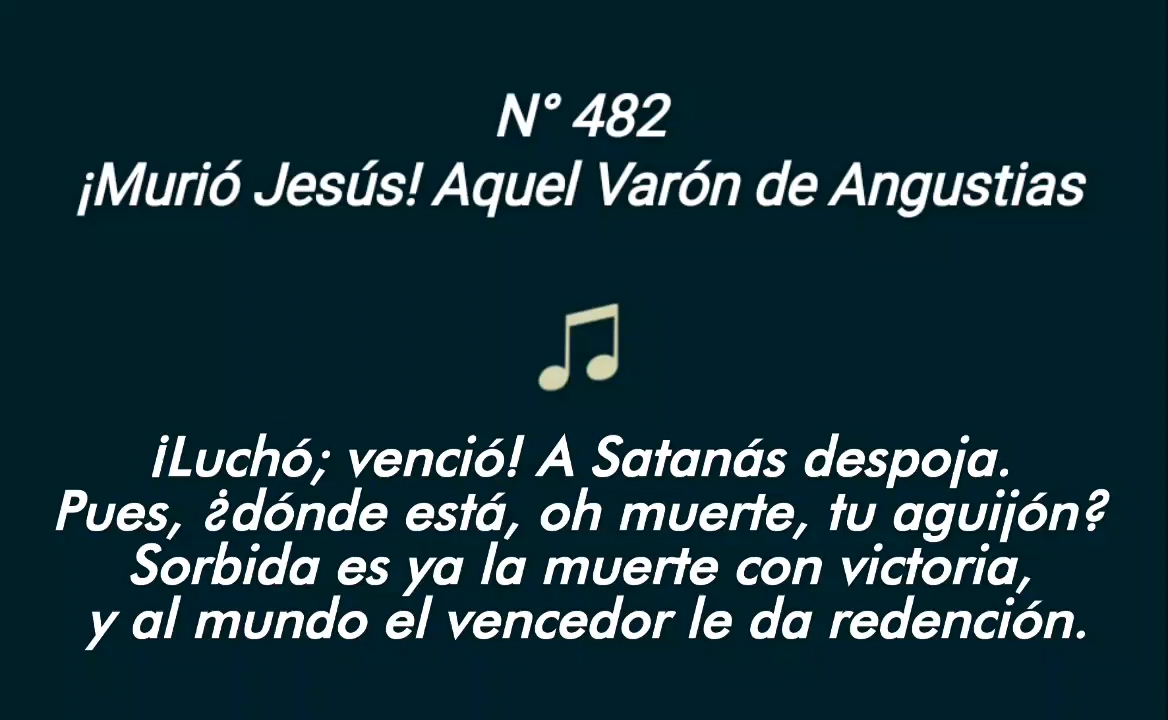 N° 482
¡Murió Jesús! Aquel Varón de Angustias
¡Luchó; venció! A Satanás despoja.
Pues, ¿dónde está, oh muerte, tu aguijón?
Sorbida es ya la muerte con victoria,
y al mundo el vencedor le da redención.